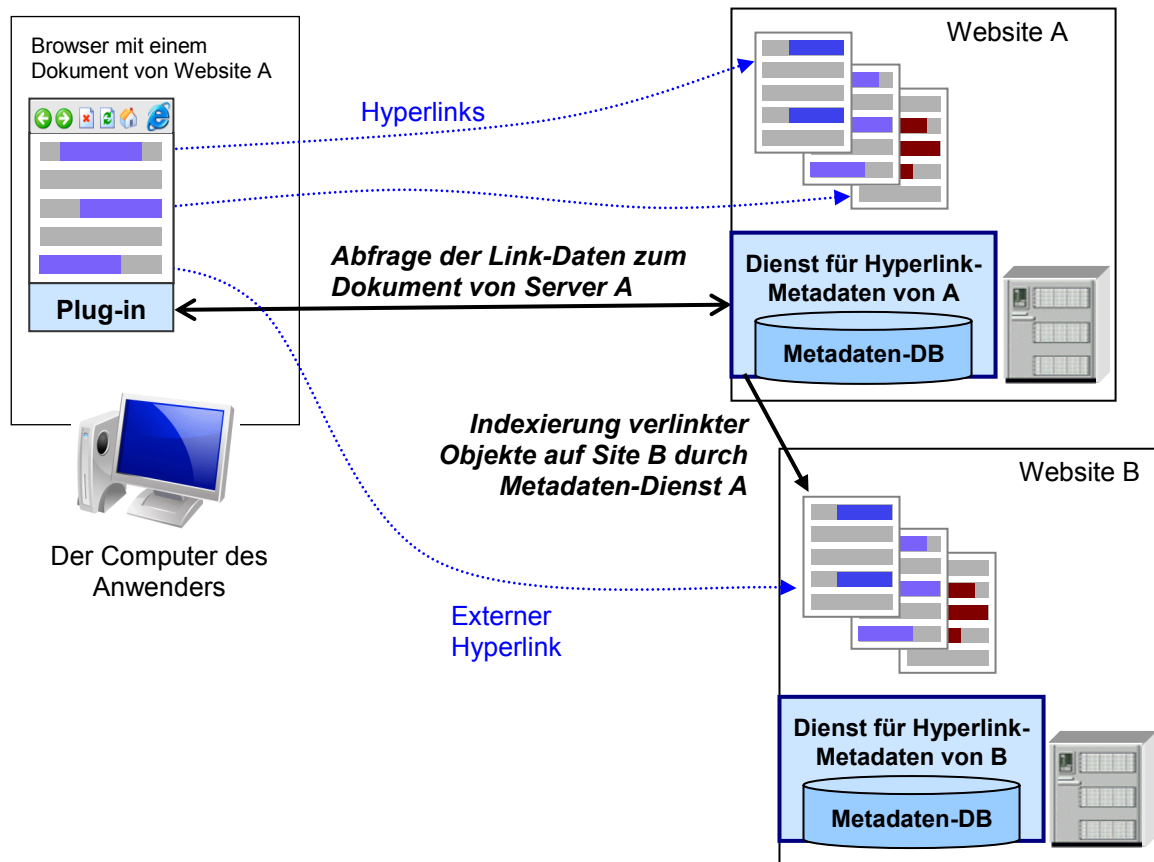 Browser mit einem
Dokument von Website A
Plug-in
Der Computer des
Anwenders
Hyperlinks
Abfrage der Link-Daten zum
Dokument von Server A
Indexierung verlinkter
Objekte auf Site B durch
Metadaten-Dienst A
Externer
Hyperlink
Website A
Dienst für Hyperlink-
Metadaten von A
Metadaten-DB
Website B
Dienst für Hyperlink-
Metadaten von B
Metadaten-DB